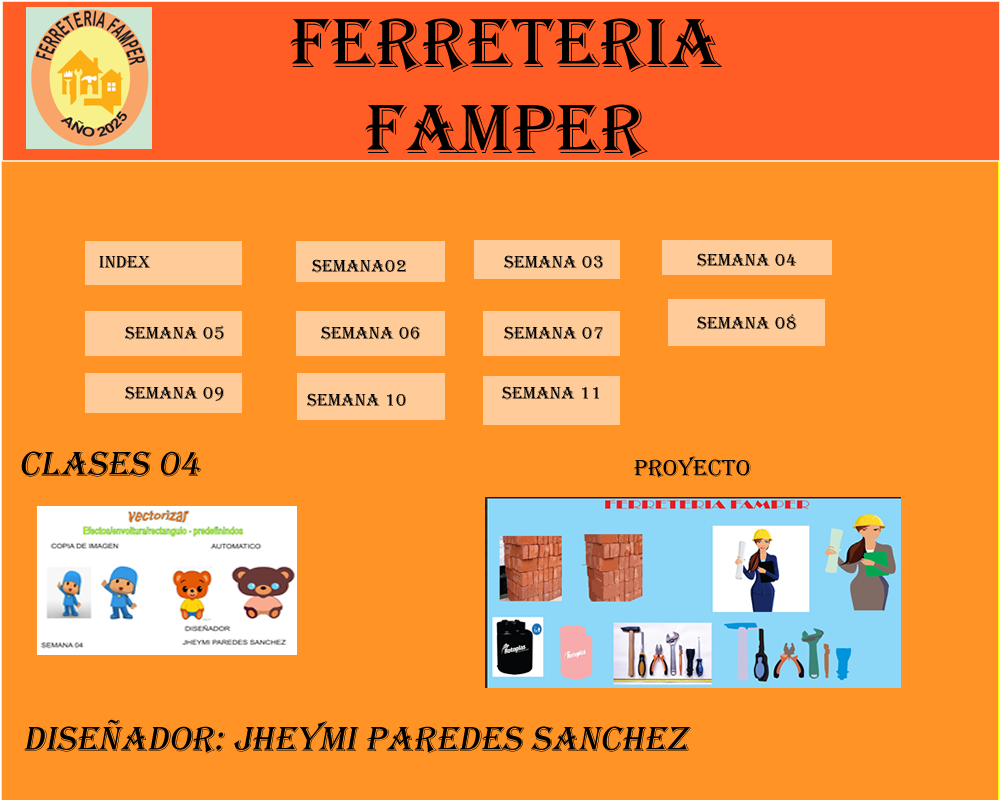 FERRETERIA FAMPER
AÑO 2025
FERRETERIA
FAMPER
INDEX
SEMANA02
SEMANA 03
SEMANA 04
SEMANA 05
SEMANA 06
SEMANA 07
SEMANA 08
SEMANA 09
SEMANA 10
SEMANA 11
CLASES 04
PROYECTO
vectorizar
Efectos/envoltura/rectangulo - predefinindos
COPIA DE IMAGEN
AUTOMATICO
DISEÑADOR
JHEYMI PAREDES SANCHEZ
SEMANA 04
FERRETERIA FAMPER
Rotoplas
Rotoplas
DISEÑADOR: JHEYMI PAREDES SANCHEZ